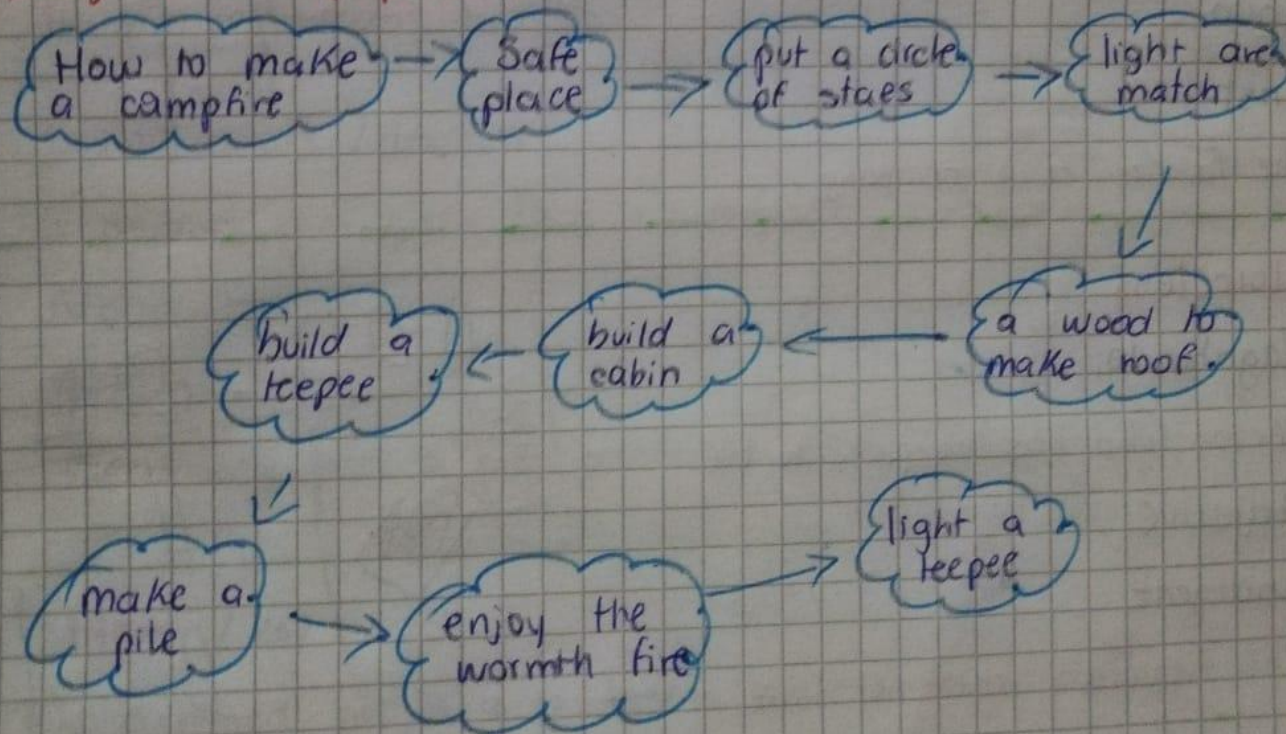 How to make
a campfire
Safe
place
put a circle
of staes
light are
match
a wood to
make roof.
build a
cabin
build a
teepee
make a
pile
enjoy the
wormth fire
light a
teepee